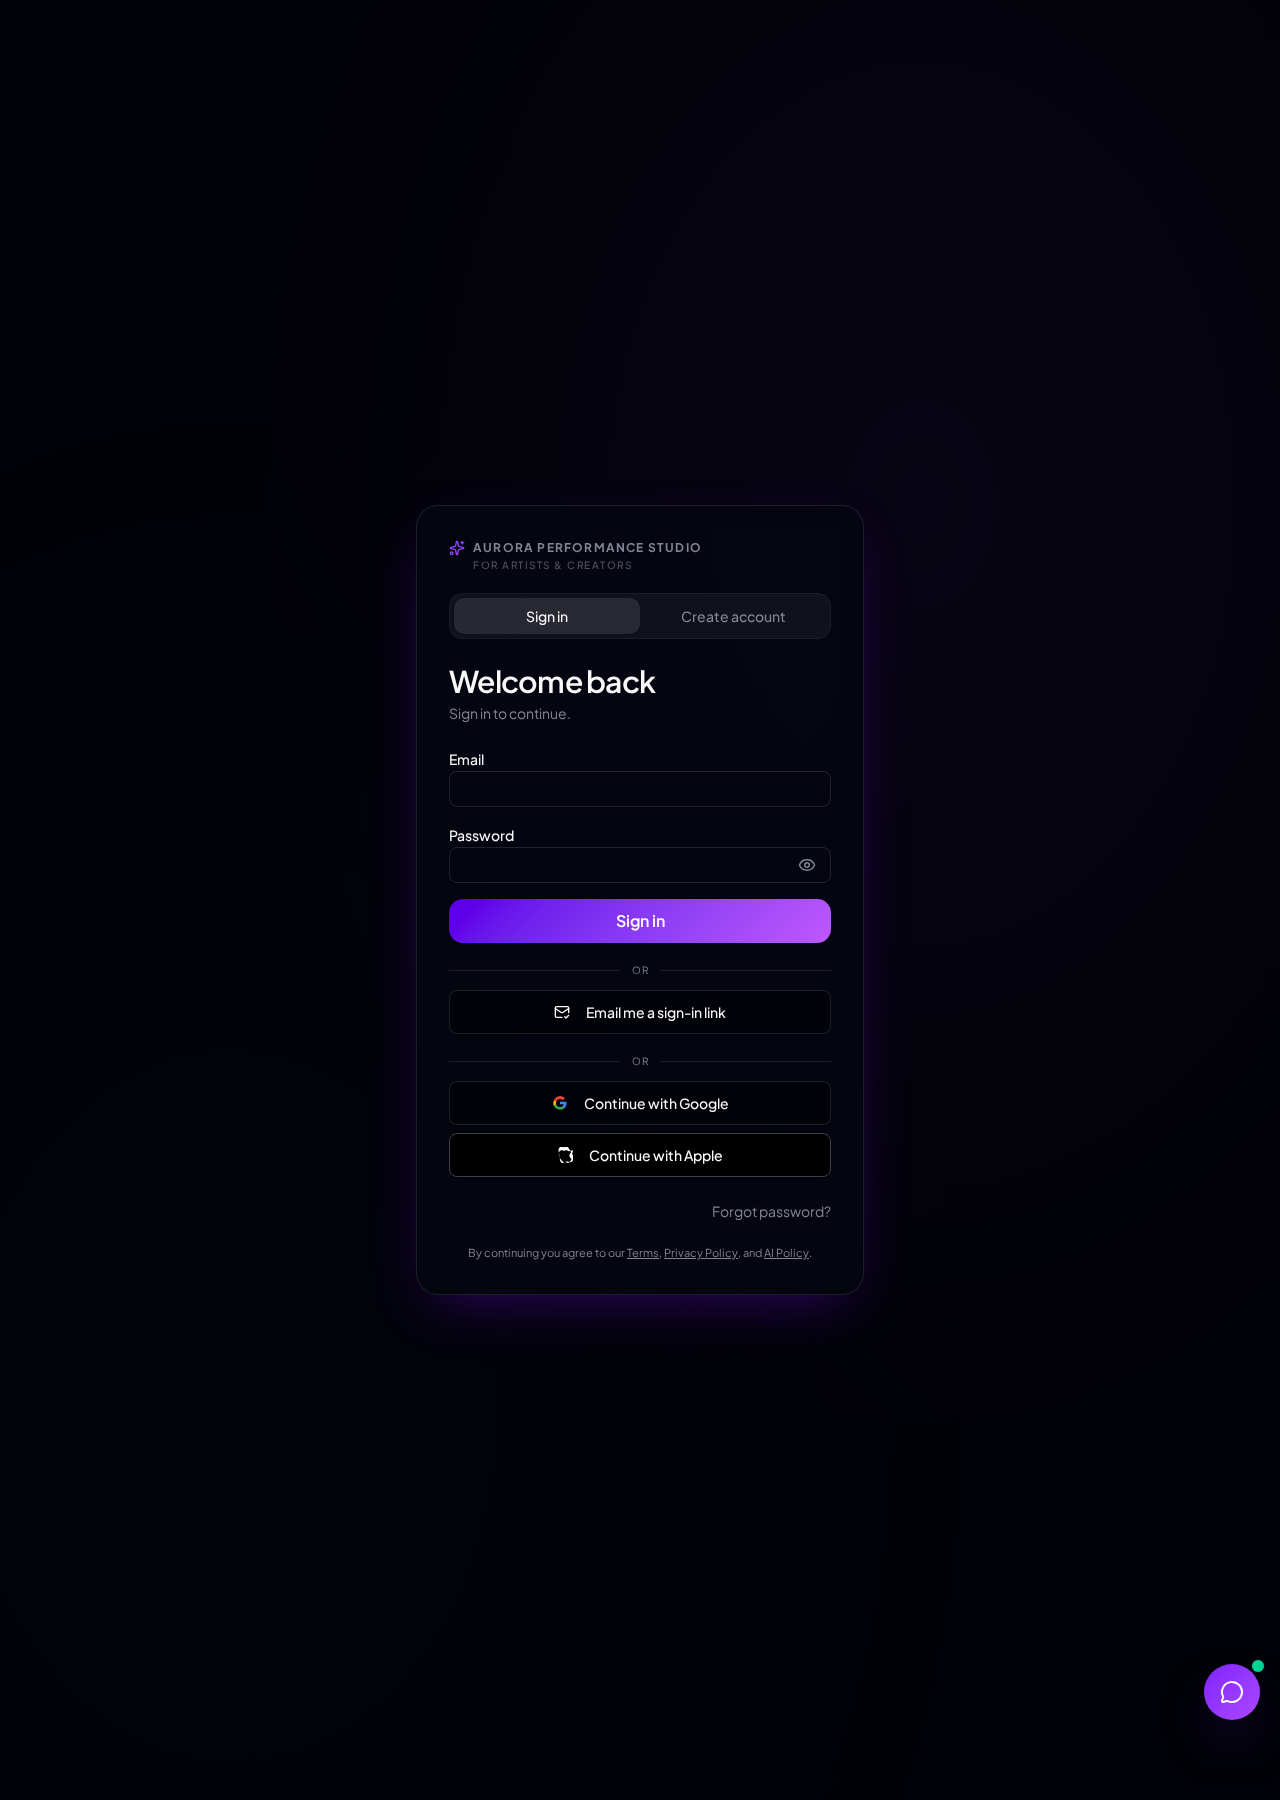 AURORA PERFORMANCE STUDIO
FOR ARTISTS & CREATORS
Sign in
Create account
Welcome back
Sign in to continue.
Email
Password
Sign in
OR
Email me a sign-in link
OR
Continue with Google
Continue with Apple
Forgot password?
By continuing you agree to our Terms, Privacy Policy, and AI Policy.